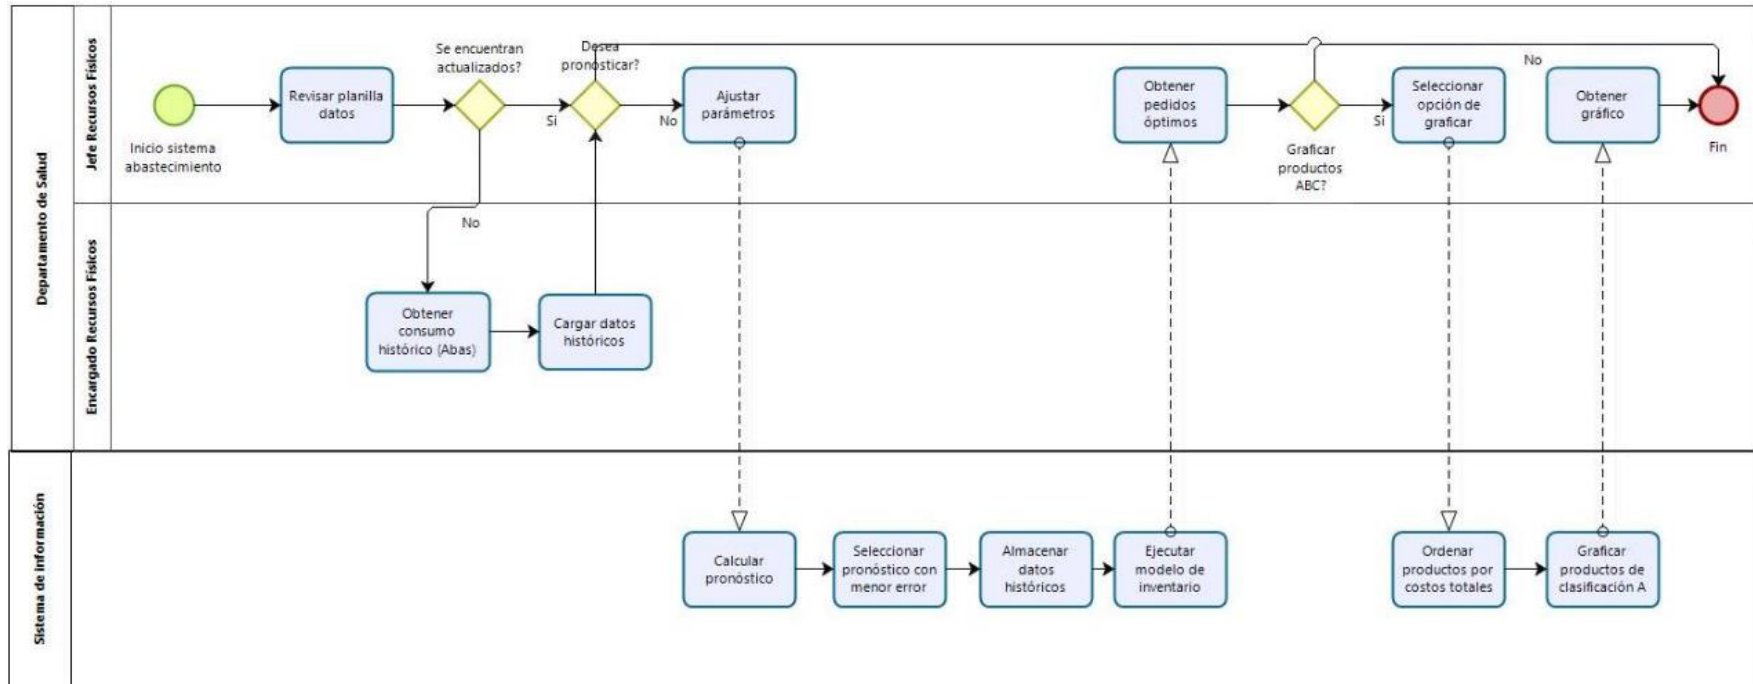 Departamento de Salud
Jefe Recursos Físicos
Inicio sistema
abastecimiento
Revisar planilla
datos
Se encuentran
actualizados?
Si
No
Desea
pronósticar?
No
Ajustar
parámetros
Obtener
pedidos
óptimos
Graficar
productos
ABC?
Si
Seleccionar
opción de
graficar
No
Obtener
gráfico
Fin
Encargado Recursos Físicos
Obtener
consumo
histórico (Abas)
Cargar datos
históricos
Sistema de información
Calcular
pronóstico
Seleccionar
pronóstico con
menor error
Almacenar
datos
históricos
Ejecutar
modelo de
inventario
Ordenar
productos por
costos totales
Graficar
productos de
clasificación A